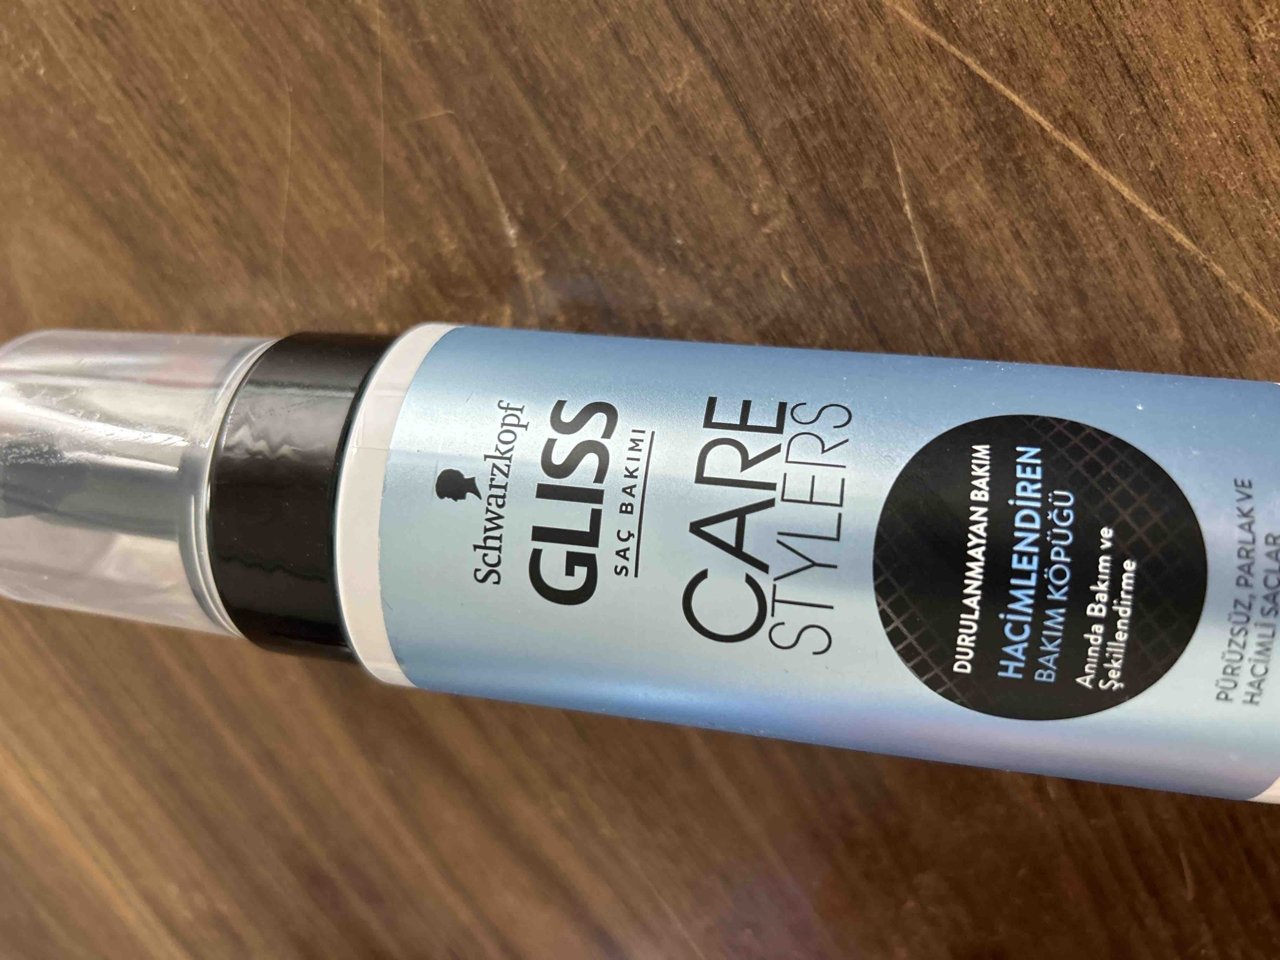 Schwarzkopf
GLISS
SAÇ BAKIMI
CARE
STYLERS
DURULANMAYAN BAKIM
HACİMLENDİREN
BAKIM KÖPÜĞÜ
Anında Bakım ve
Şekillendirme
PÜRÜZSÜZ, PARLAK VE
HACİMLİ SAÇLAR